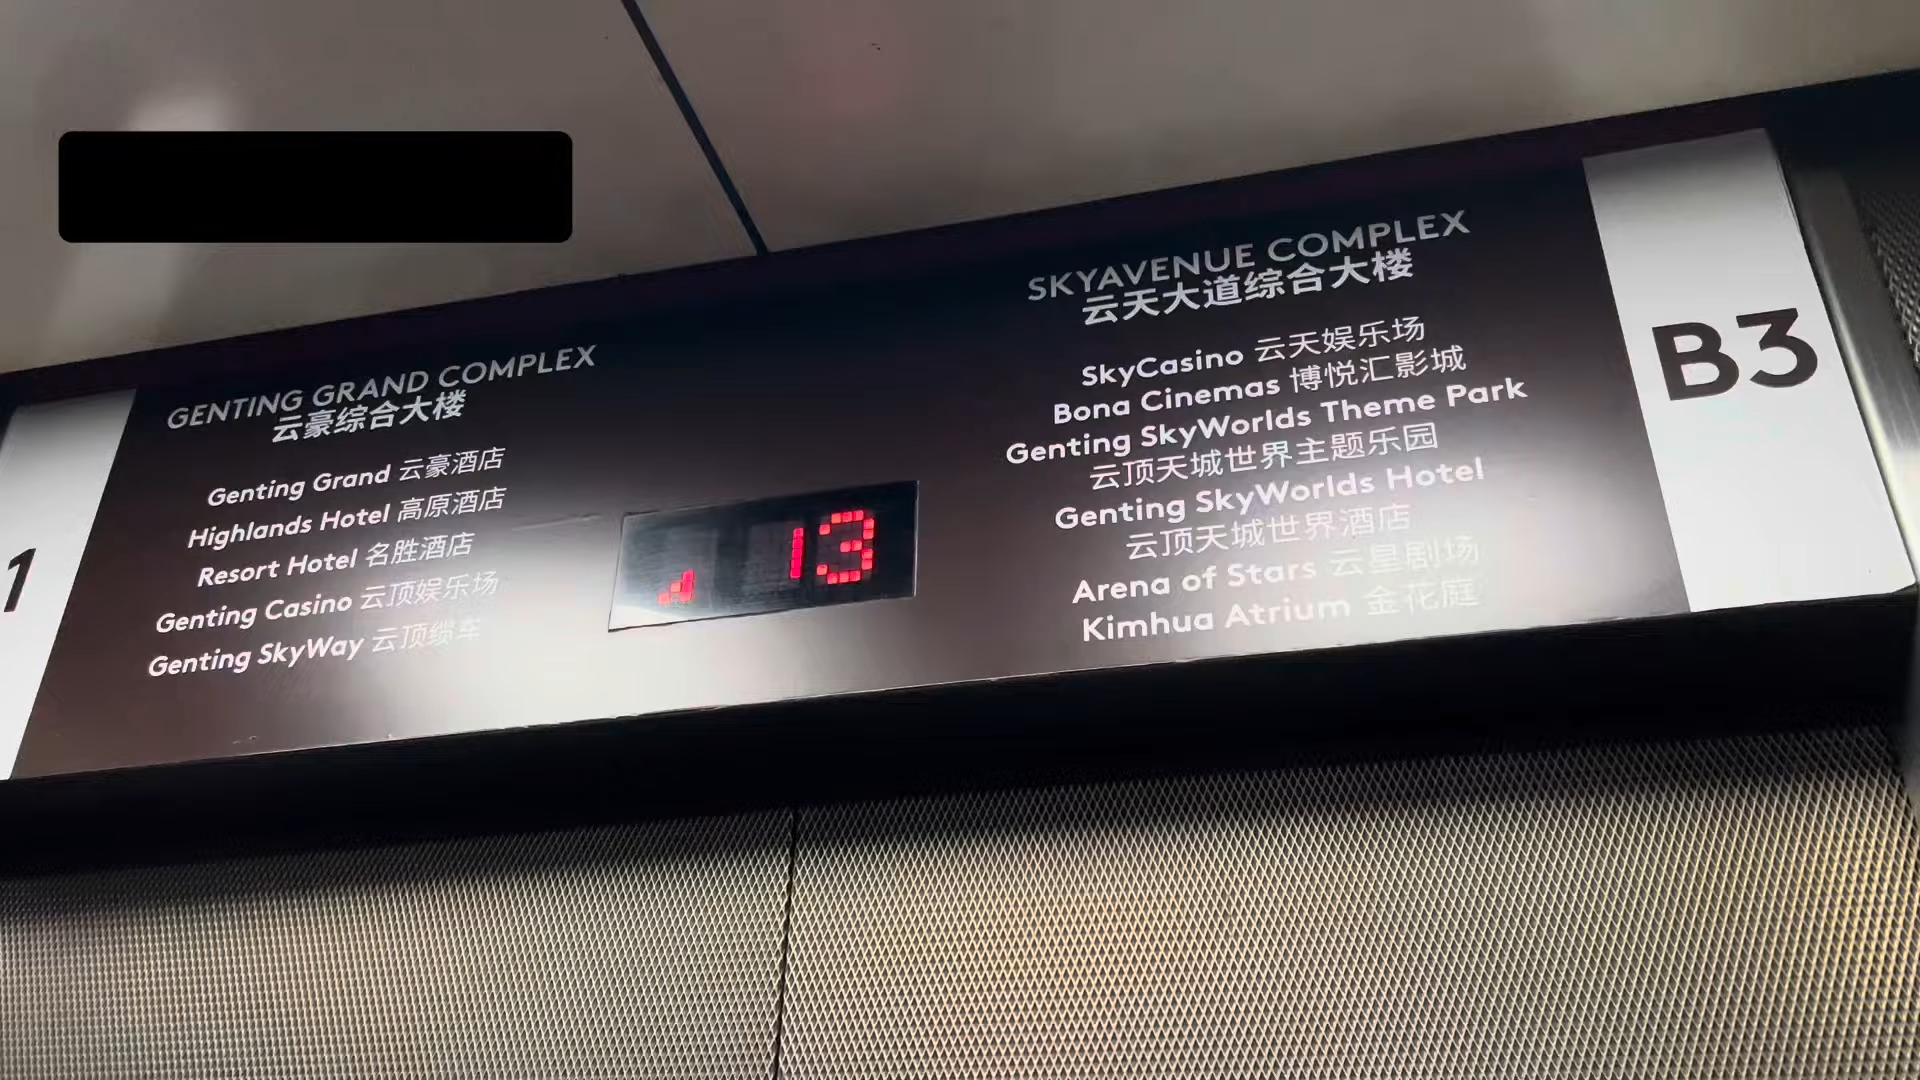 1
GENTING GRAND COMPLEX
云豪综合大楼
Genting Grand 云豪酒店
Highlands Hotel 高原酒店
Resort Hotel 名胜酒店
Genting Casino 云顶娱乐场
Genting SkyWay 云顶缆车
13
SKYAVENUE COMPLEX
云天大道综合大楼
SkyCasino 云天娱乐场
Bona Cinemas 博悦汇影城
Genting SkyWorlds Theme Park
云顶天城世界主题乐园
Genting SkyWorlds Hotel
云顶天城世界酒店
Arena of Stars 云星剧场
Kimhua Atrium 金花庭
B3